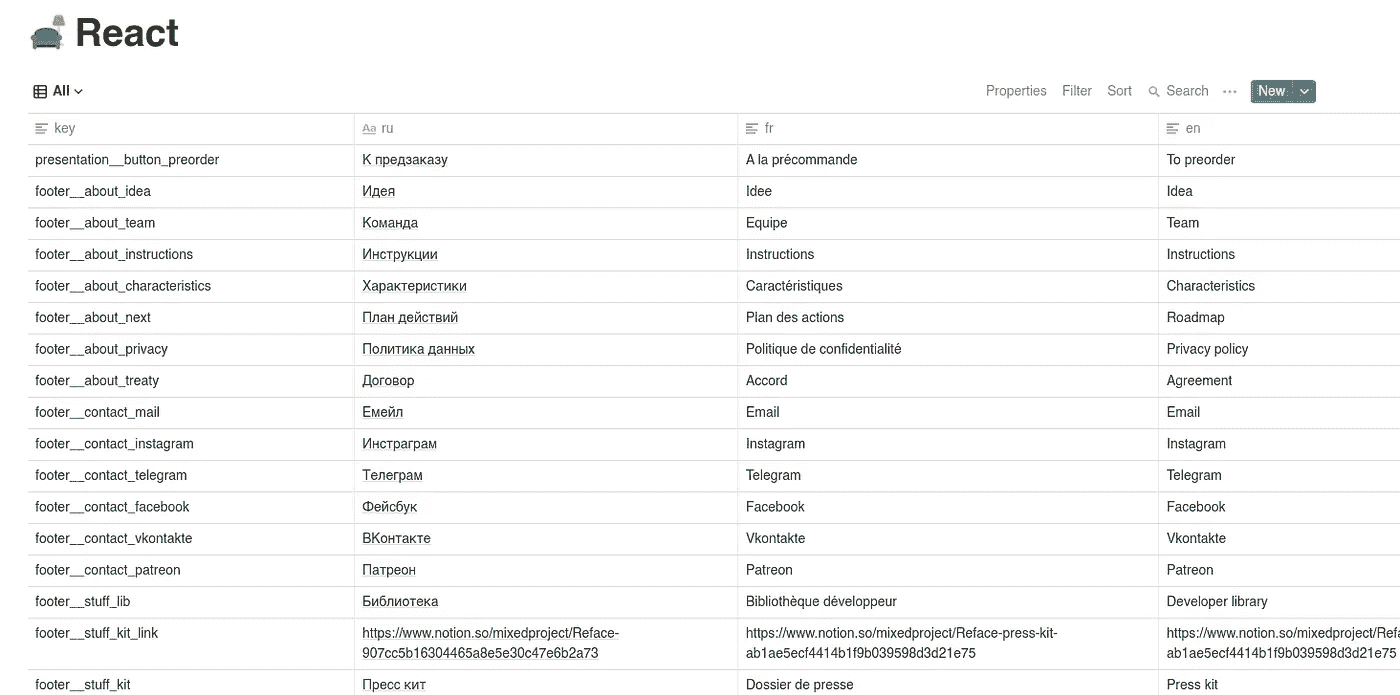 React
All
Properties Filter Sort Search ... New
key Aa ru fr en
presentation__button_preorder К предзаказу A la précommande To preorder
footer__about_idea Идея Idee Idea
footer__about_team Команда Equipe Team
footer__about_instructions Инструкции Instructions Instructions
footer__about_characteristics Характеристики Caractéristiques Characteristics
footer__about_next План действий Plan des actions Roadmap
footer__about_privacy Политика данных Politique de confidentialité Privacy policy
footer__about_treaty Договор Accord Agreement
footer__contact_mail Емейл Email Email
footer__contact_instagram Инстраграм Instagram Instagram
footer__contact_telegram Телеграм Telegram Telegram
footer__contact_facebook Фейсбук Facebook Facebook
footer__contact_vkontakte ВКонтакте Vkontakte Vkontakte
footer__contact_patreon Патреон Patreon Patreon
footer__stuff_lib Библиотека Bibliothèque développeur Developer library
footer__stuff_kit_link https://www.notion.so/mixedproject/Reface- https://www.notion.so/mixedproject/Reface-press-kit- https://www.notion.so/mixedproject/Ref
907cc5b16304465a8e5e30c47e6b2a73 ab1ae5ecf4414b1f9b039598d3d21e75 ab1ae5ecf4414b1f9b039598d3d21e75
footer__stuff_kit Пресс кит Dossier de presse Press kit